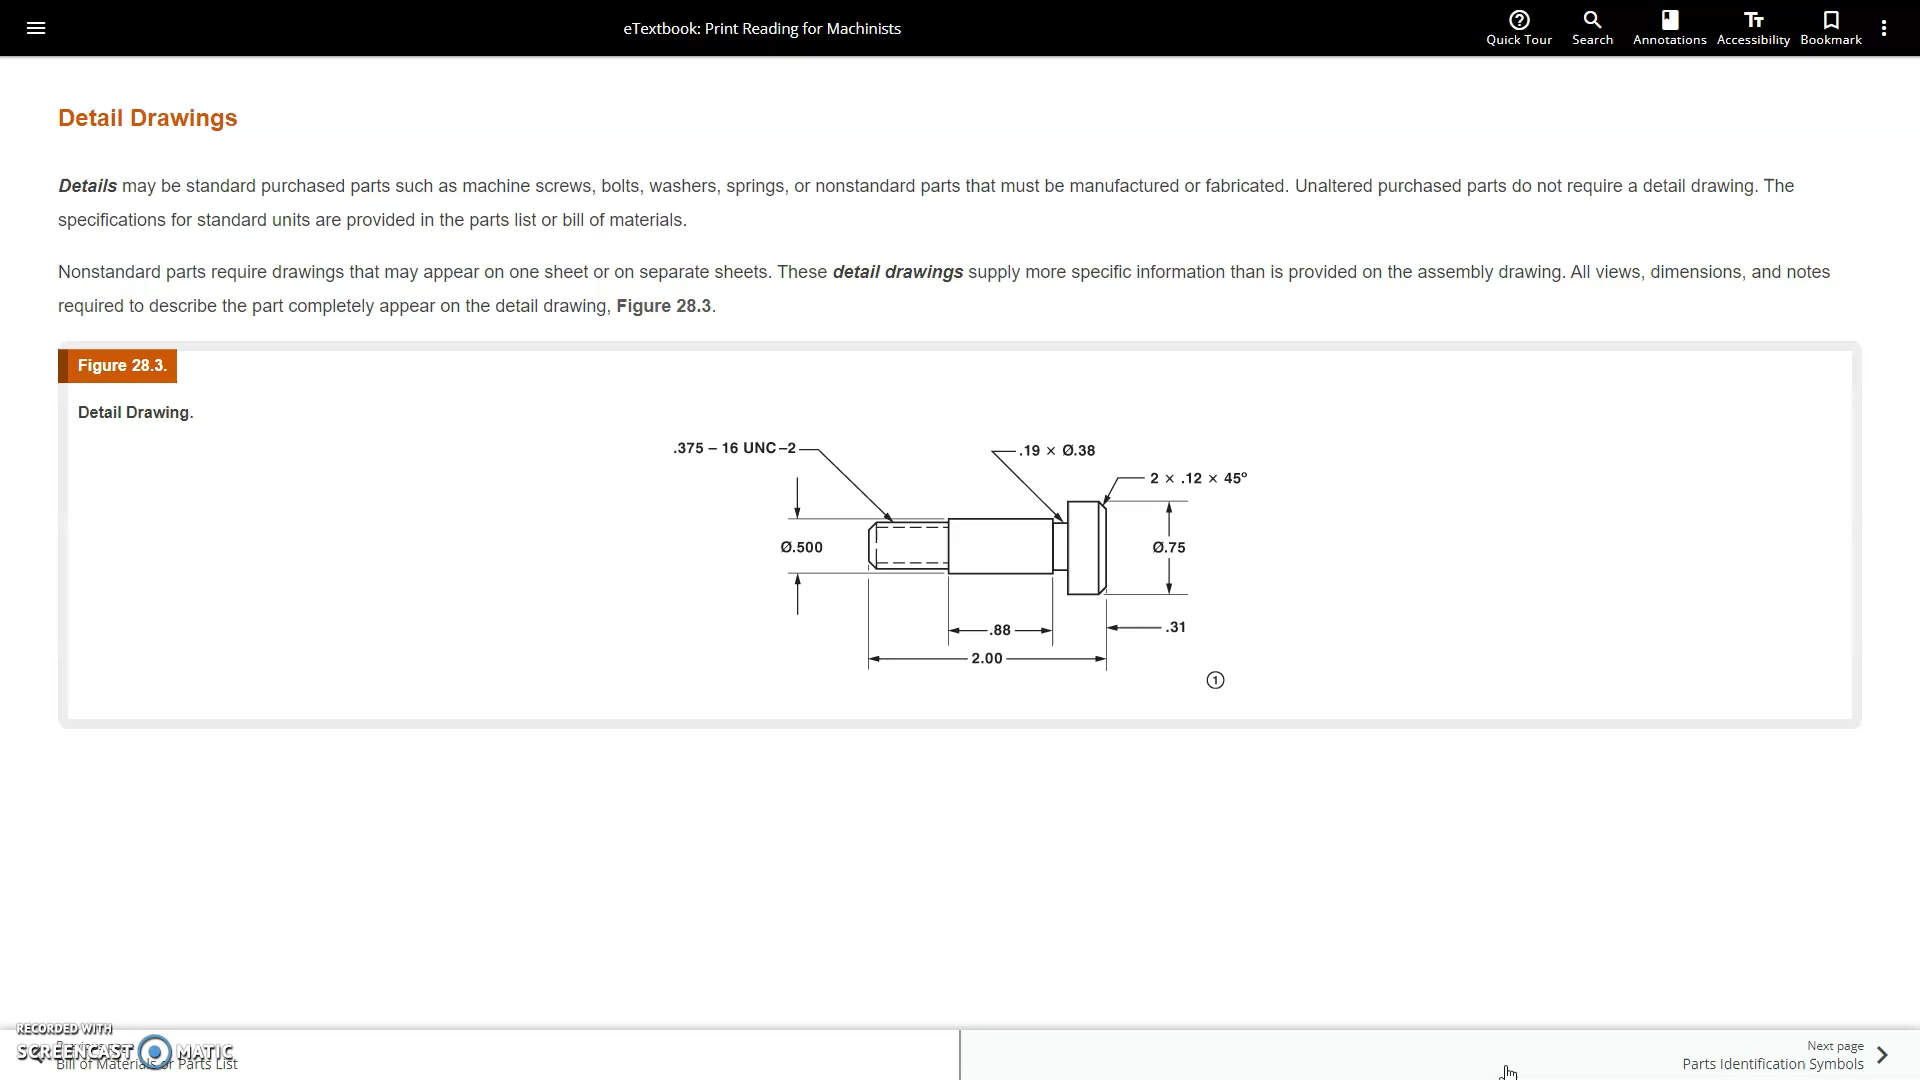 eTextbook: Print Reading for Machinists
Quick Tour
Search
Annotations
Accessibility
Bookmark
Detail Drawings
Details may be standard purchased parts such as machine screws, bolts, washers, springs, or nonstandard parts that must be manufactured or fabricated. Unaltered purchased parts do not require a detail drawing. The
specifications for standard units are provided in the parts list or bill of materials.
Nonstandard parts require drawings that may appear on one sheet or on separate sheets. These detail drawings supply more specific information than is provided on the assembly drawing. All views, dimensions, and notes
required to describe the part completely appear on the detail drawing, Figure 28.3.
Figure 28.3.
Detail Drawing.
.375 – 16 UNC–2
.19 × Ø.38
2 × .12 × 45°
Ø.500
Ø.75
.88
.31
2.00
1
RECORDED WITH
SCREENCAST MATIC
Bill of Materials or Parts List
Next page
Parts Identification Symbols